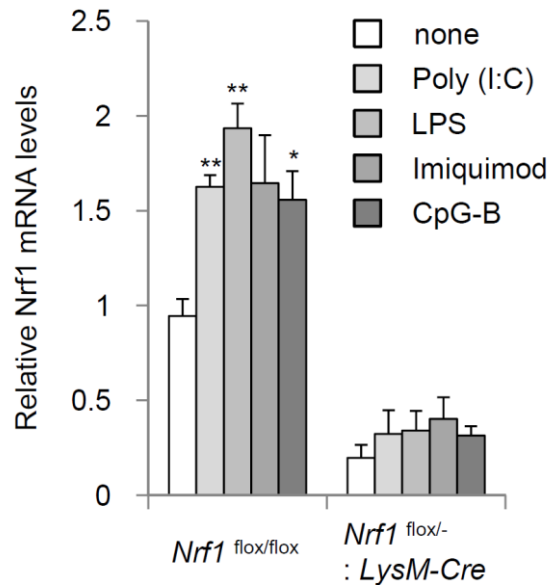 Relative Nrf1 mRNA levels
2.5
2
1.5
1
0.5
0
none
Poly (I:C)
LPS
Imiquimod
CpG-B
**
**
*
Nrf1 flox/flox
Nrf1 flox/-
: LysM-Cre